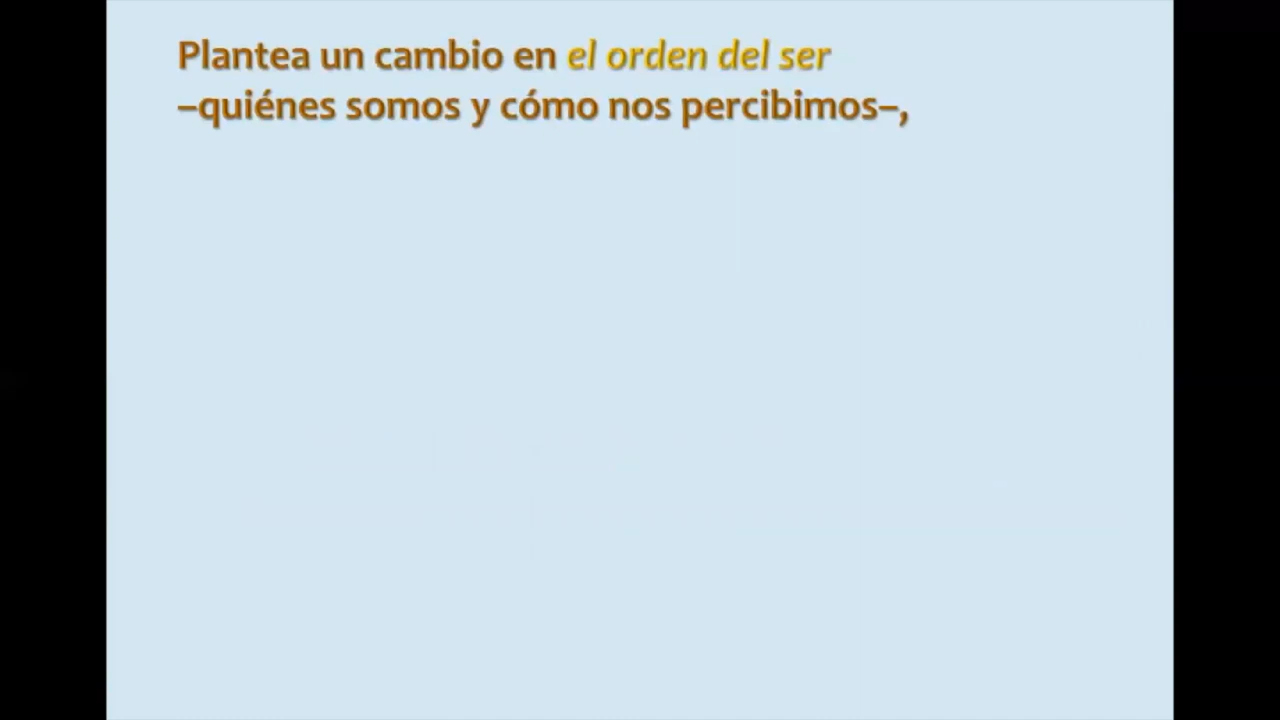 Plantea un cambio en el orden del ser
–quiénes somos y cómo nos percibimos–,